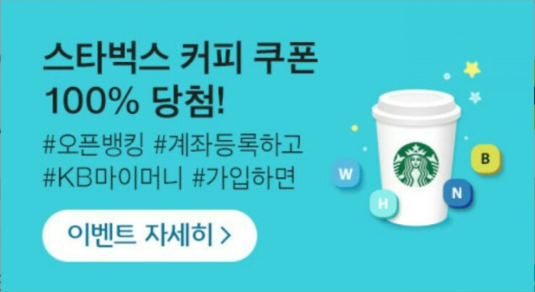 스타벅스 커피 쿠폰
100% 당첨!
#오픈뱅킹 #계좌등록하고
#KB마이머니 #가입하면
이벤트 자세히 >
W
H
N
B